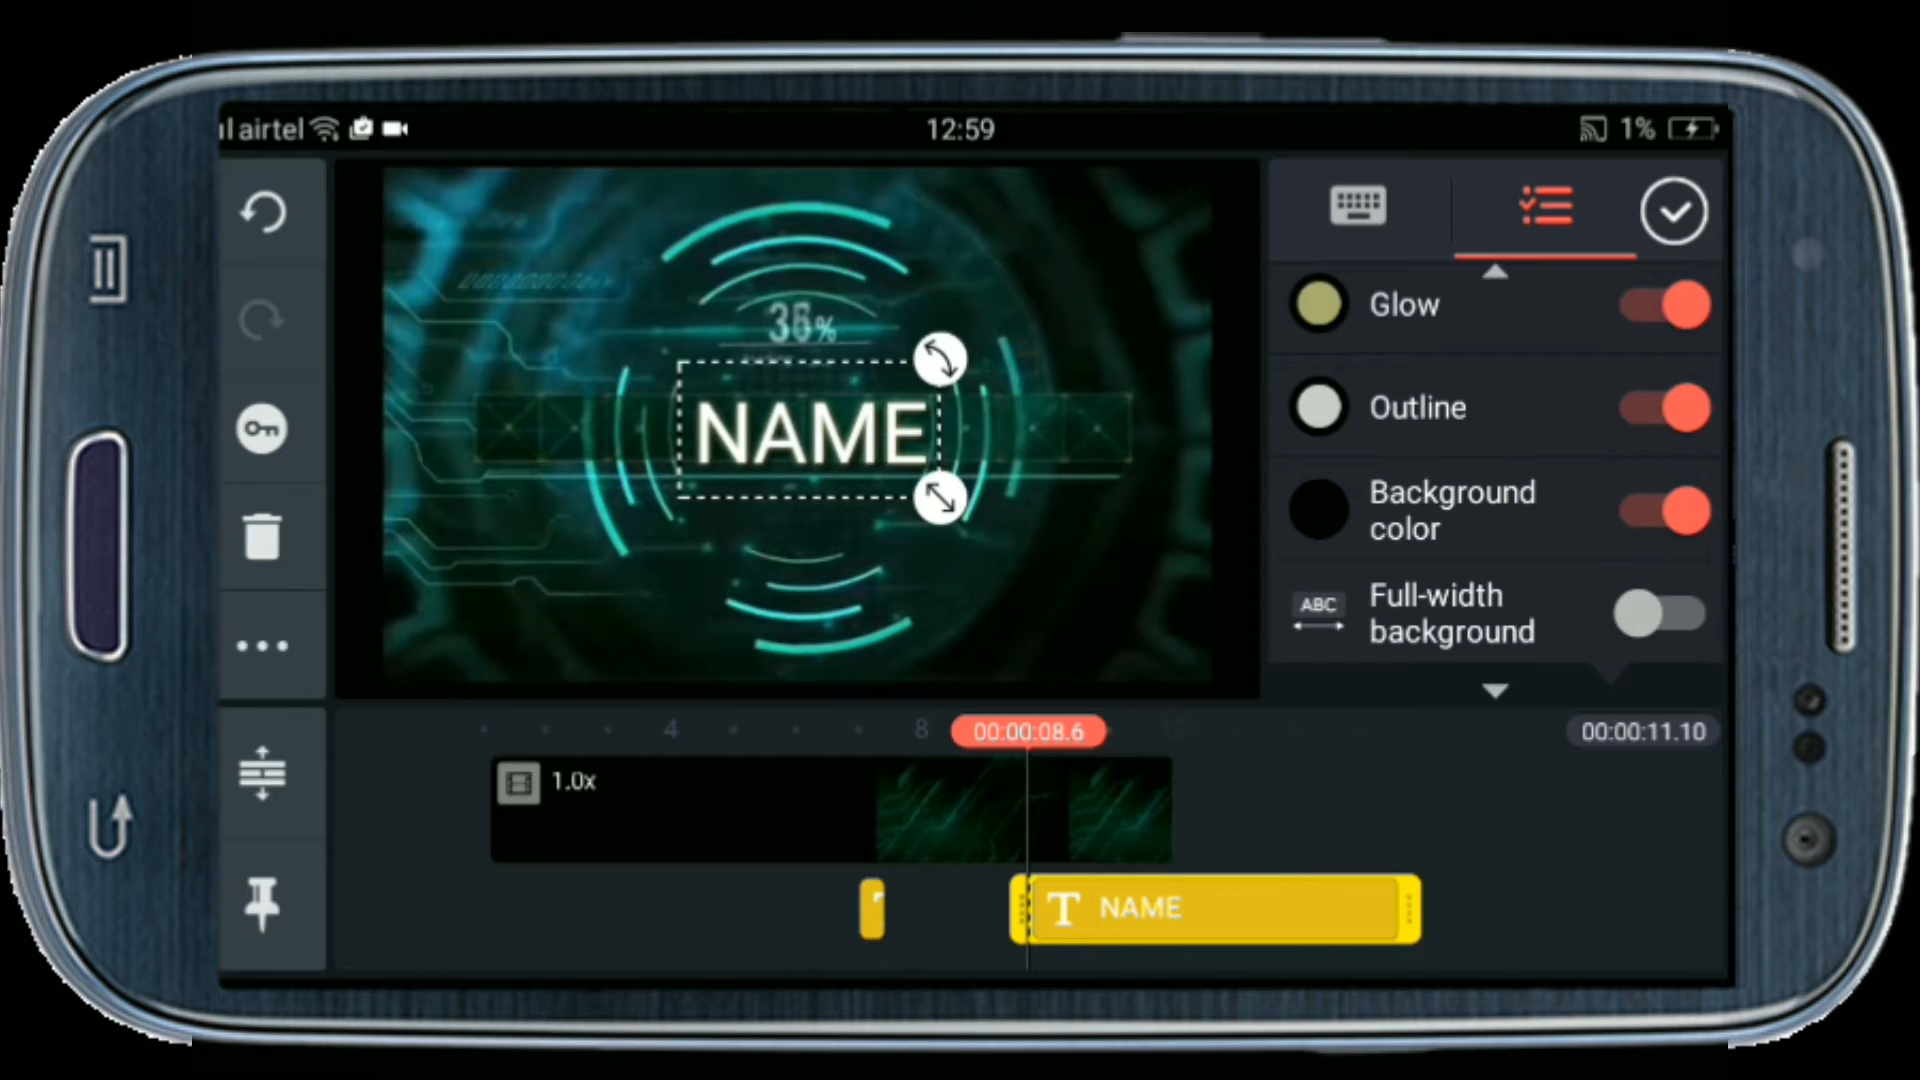 airtel
12:59
1%
36%
NAME
Glow
Outline
Background
color
ABC
Full-width
background
4
8
00:00:08.6
12
00:00:11.10
1.0x
T NAME